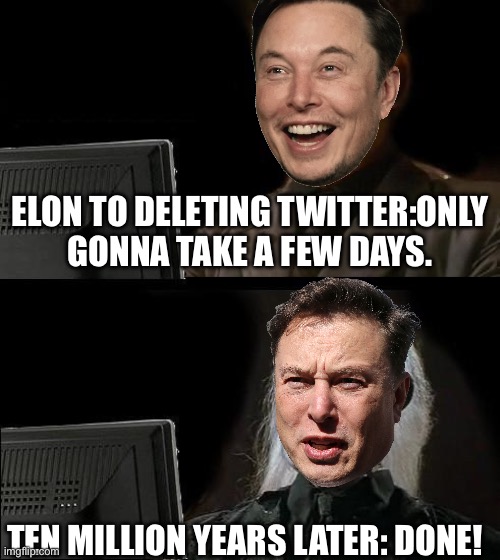 ELON TO DELETING TWITTER:ONLY
GONNA TAKE A FEW DAYS.
TEN MILLION YEARS LATER: DONE!
imgflip.com